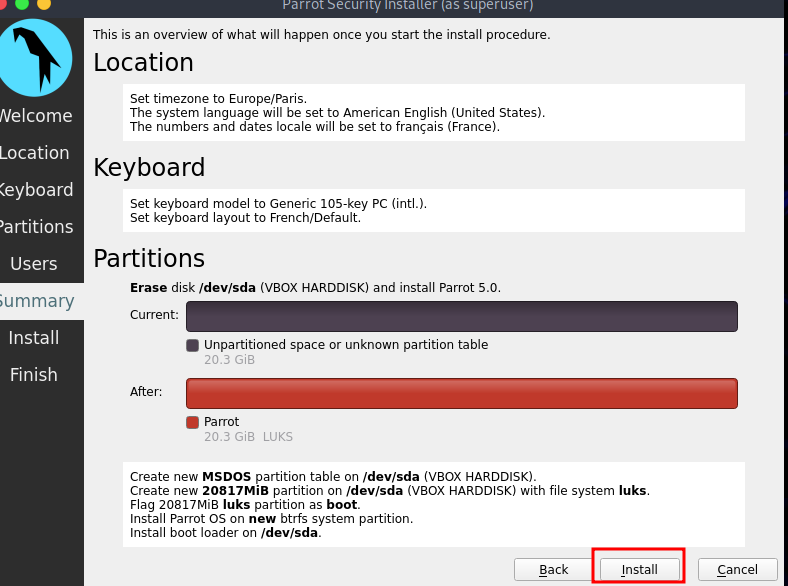 Parrot Security Installer (as superuser)
This is an overview of what will happen once you start the install procedure.
Welcome
Location
Keyboard
Partitions
Users
Summary
Install
Finish
Location
Set timezone to Europe/Paris.
The system language will be set to American English (United States).
The numbers and dates locale will be set to français (France).
Keyboard
Set keyboard model to Generic 105-key PC (intl.).
Set keyboard layout to French/Default.
Partitions
Erase disk /dev/sda (VBOX HARDDISK) and install Parrot 5.0.
Current:
Unpartitioned space or unknown partition table
20.3 GiB
After:
Parrot
20.3 GiB LUKS
Create new MSDOS partition table on /dev/sda (VBOX HARDDISK).
Create new 20817MiB partition on /dev/sda (VBOX HARDDISK) with file system luks.
Flag 20817MiB luks partition as boot.
Install Parrot OS on new btrfs system partition.
Install boot loader on /dev/sda.
Back
Install
Cancel